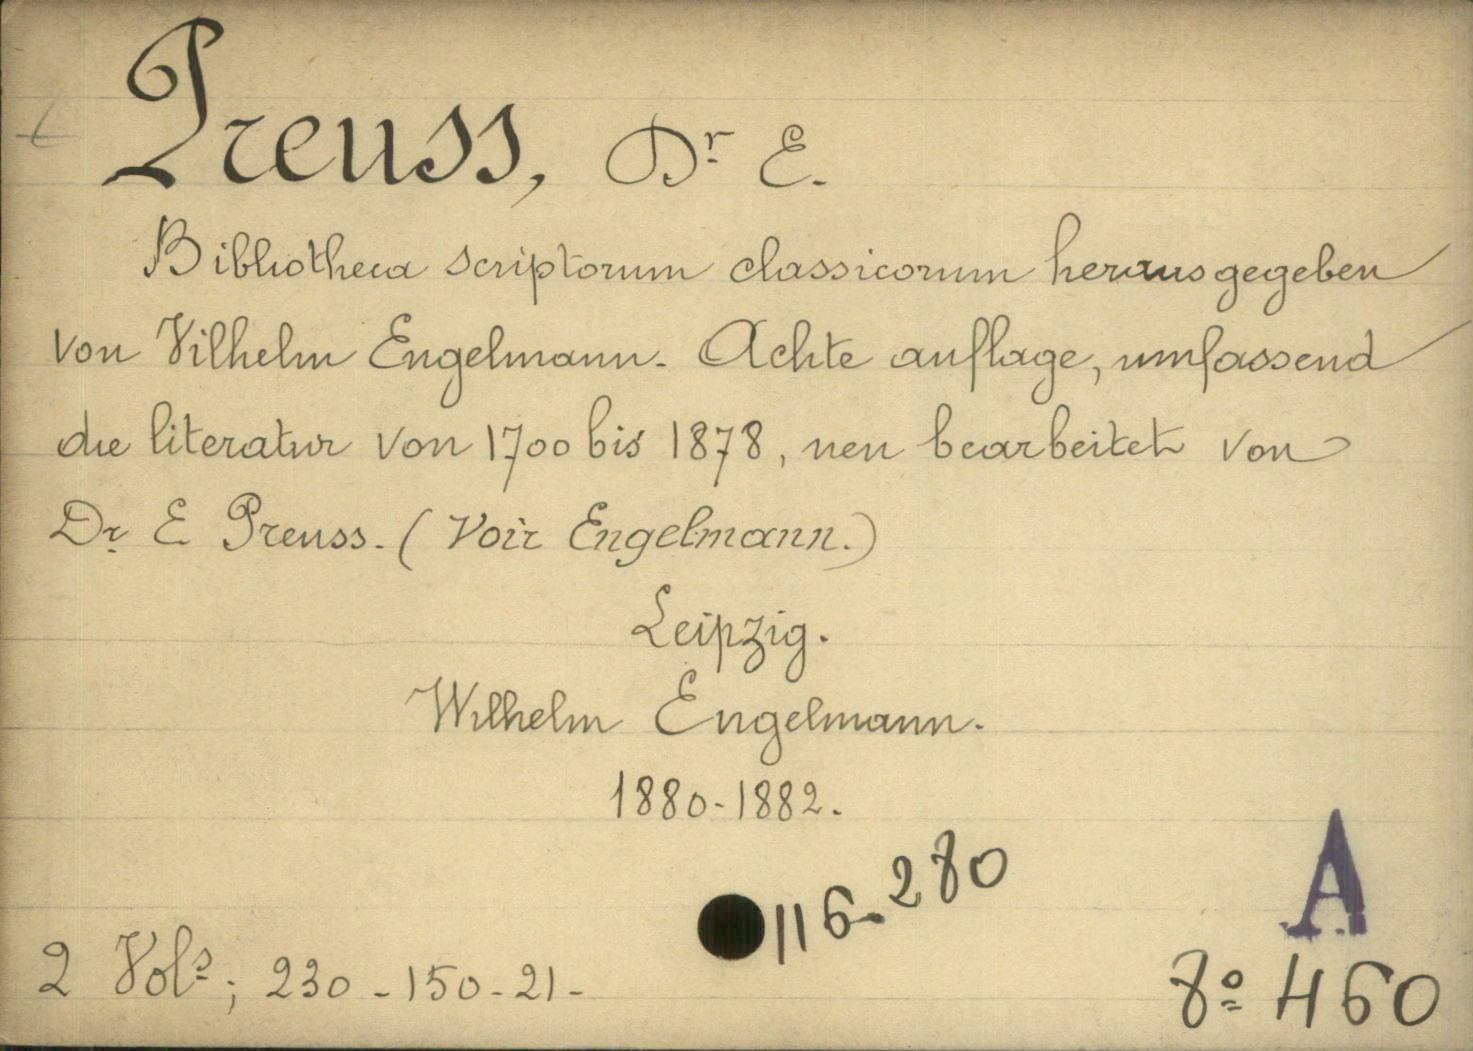 Preuss, Dr E.
Bibliotheca scriptorum classicorum herausgegeben
von Vilhelm Engelmann. Achte auflage, umfassend
die literatur von 1700 bis 1878, neu bearbeitet von
Dr E Preuss. (Voir Engelmann.)
Leipzig.
Wilhelm Engelmann.
1880-1882.
116-280
A
2 Vols; 230-150-21-
8º 460